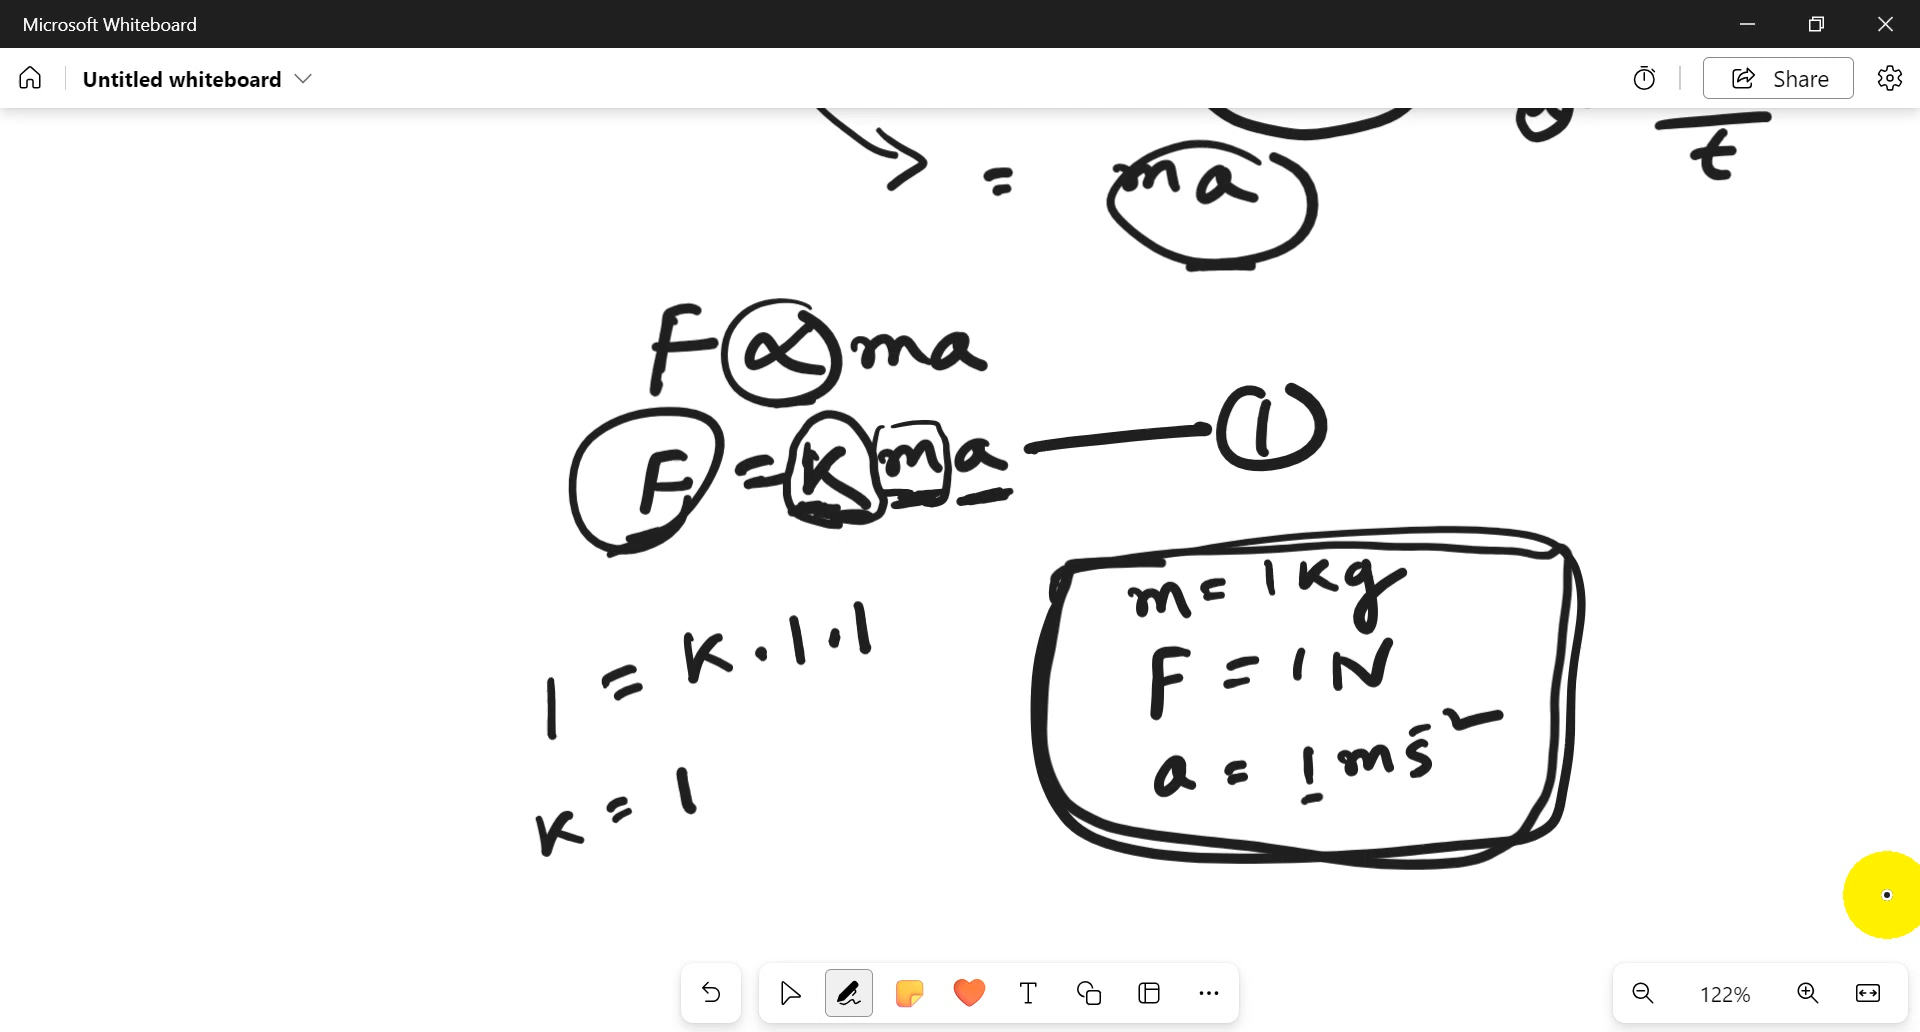 Microsoft Whiteboard
Untitled whiteboard
Share
t
= ma
F ∝ ma
F = K m a — 1
m = 1 kg
F = 1 N
a = 1 ms⁻²
1 = K . 1 . 1
K = 1
T
122%